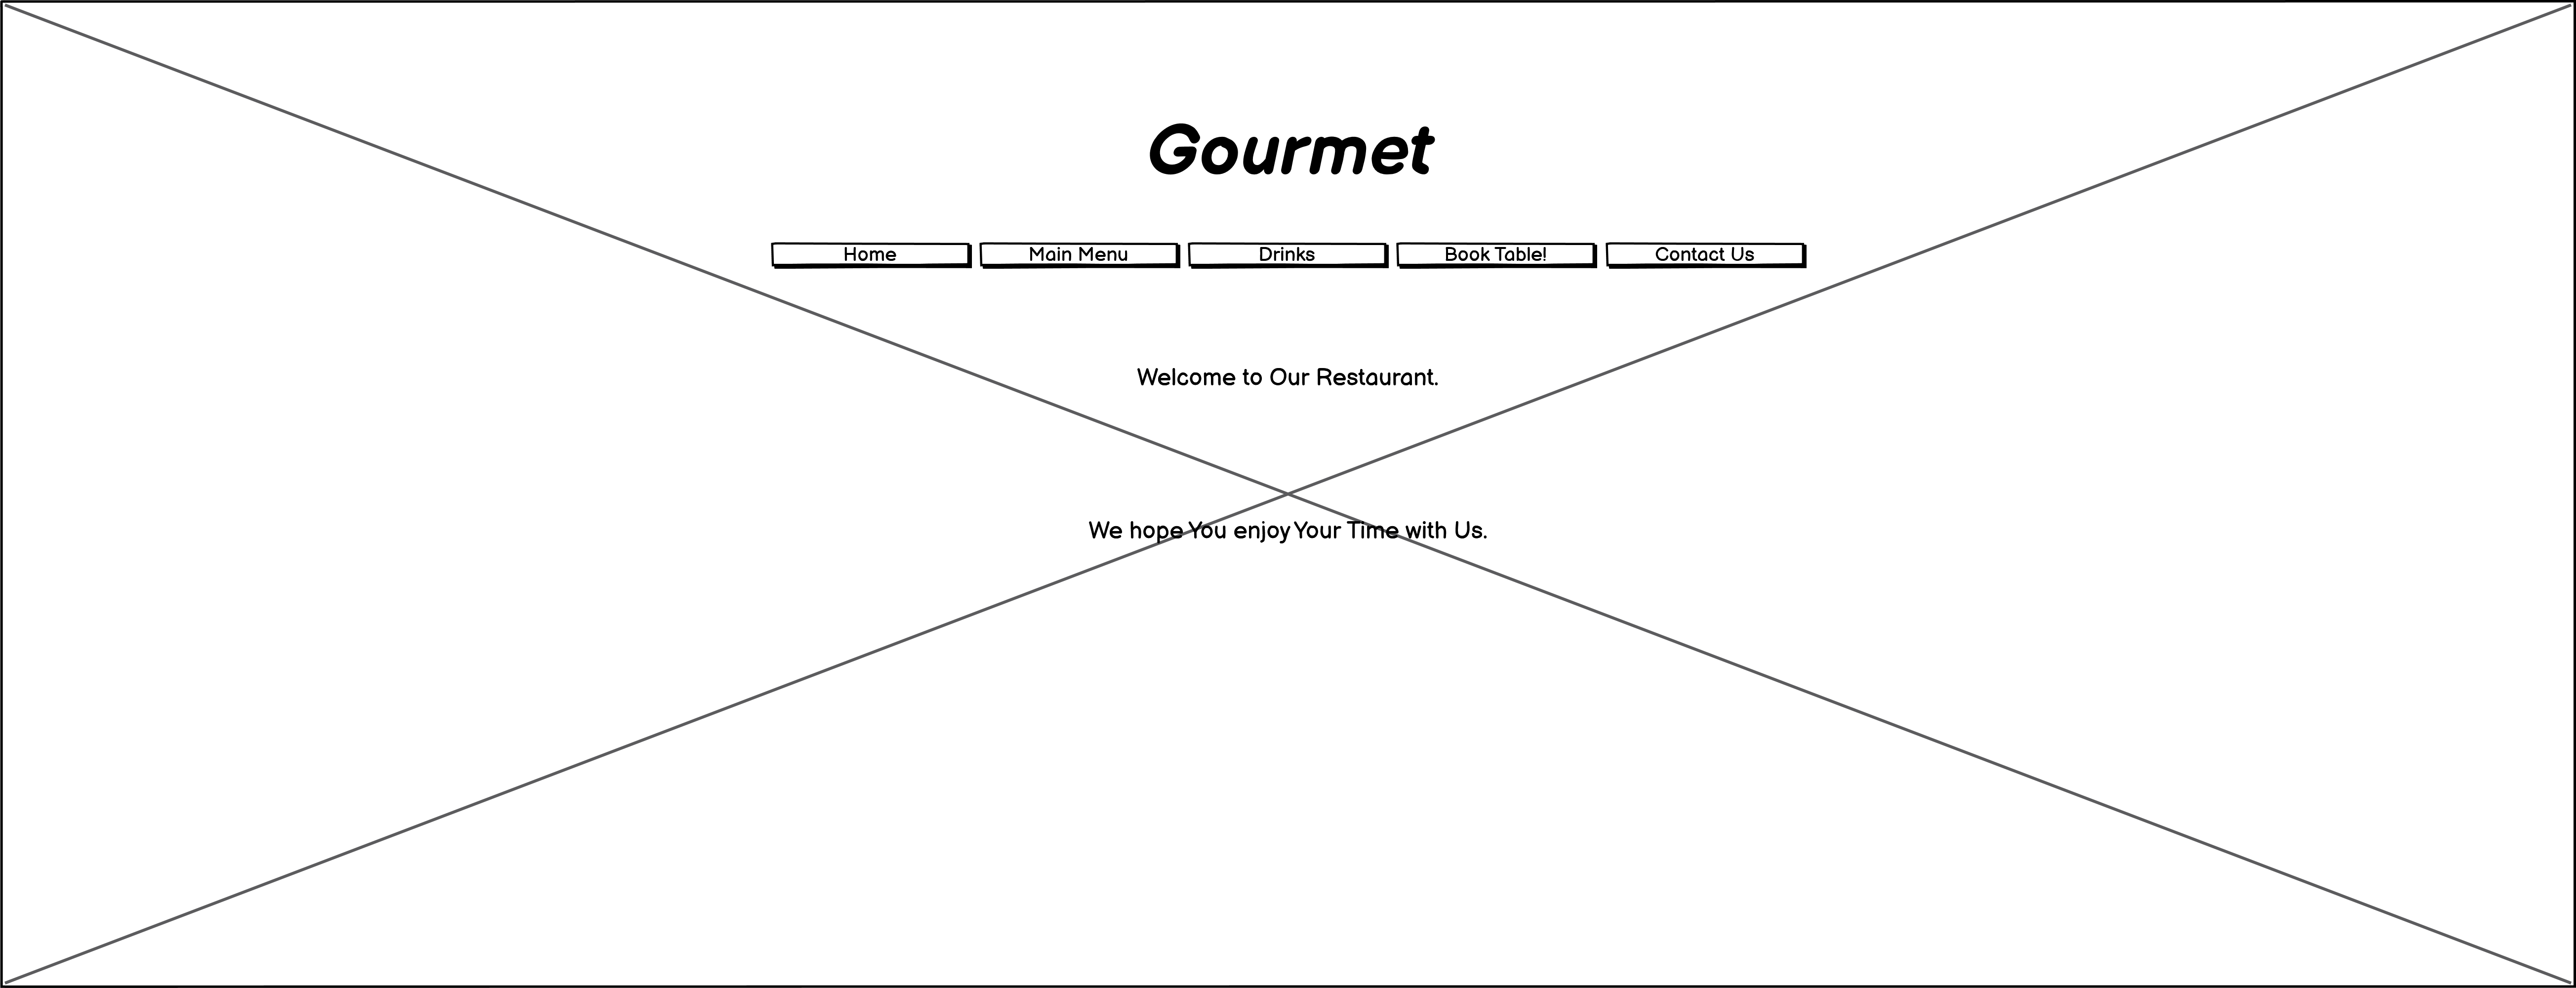 Gourmet
Home Main Menu Drinks Book Table! Contact Us
Welcome to Our Restaurant.
We hope You enjoy Your Time with Us.